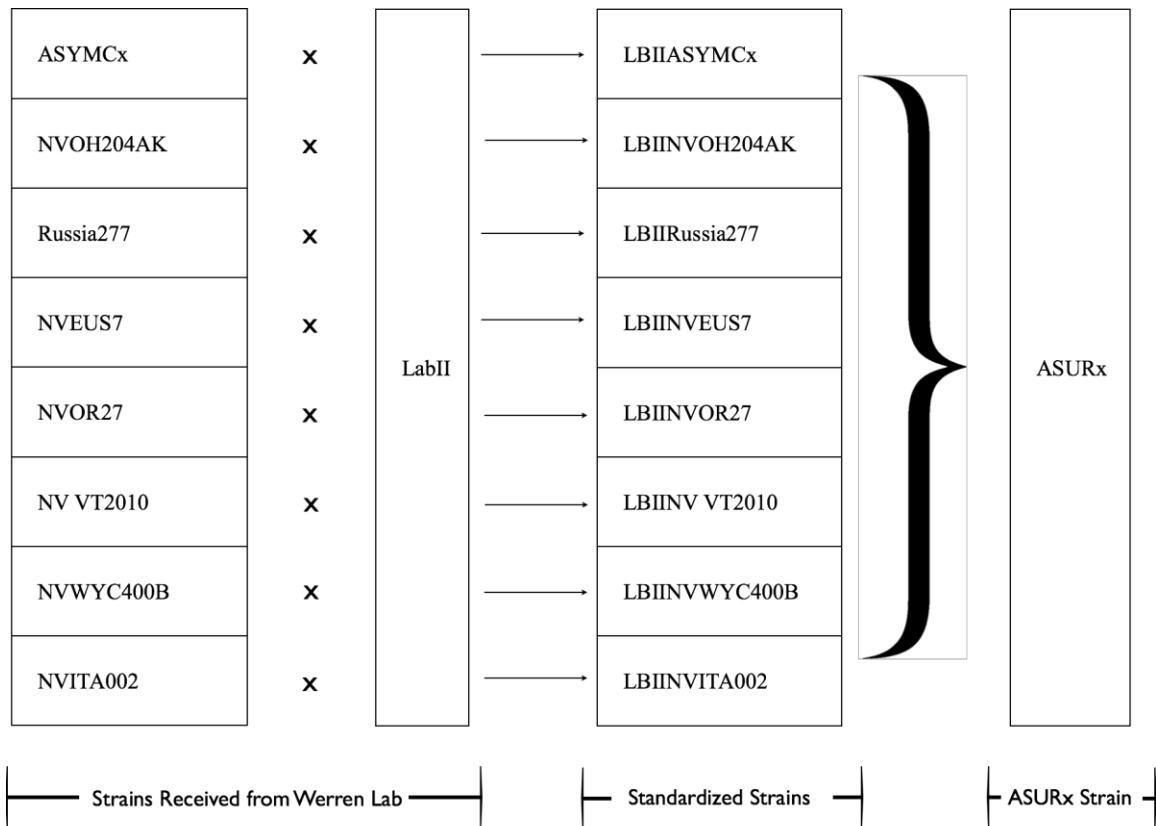 ASYMCx x LBIIASYMCx
NVOH204AK x LBIINVOH204AK
Russia277 x LBIIRussia277
NVEUS7 x LBIINVEUS7
LabII ASURx
NVOR27 x LBIINVOR27
NV VT2010 x LBIINV VT2010
NVWYC400B x LBIINVWYC400B
NVITA002 x LBIINVITA002
Strains Received from Werren Lab Standardized Strains ASURx Strain